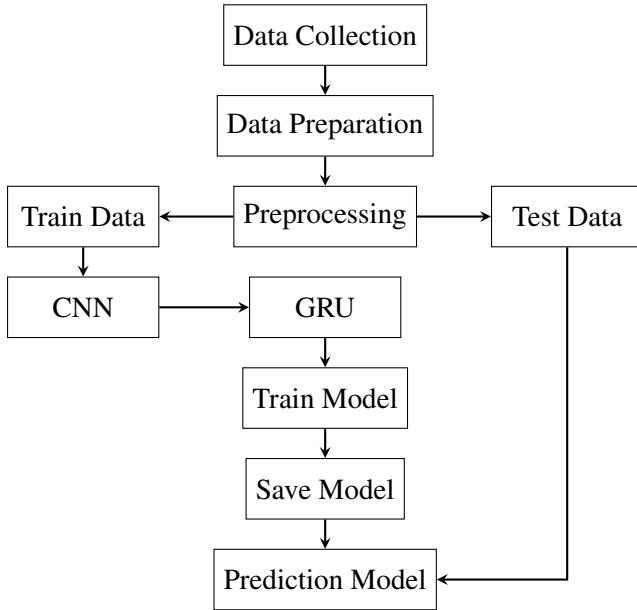 Data Collection
Data Preparation
Train Data
Preprocessing
Test Data
CNN
GRU
Train Model
Save Model
Prediction Model